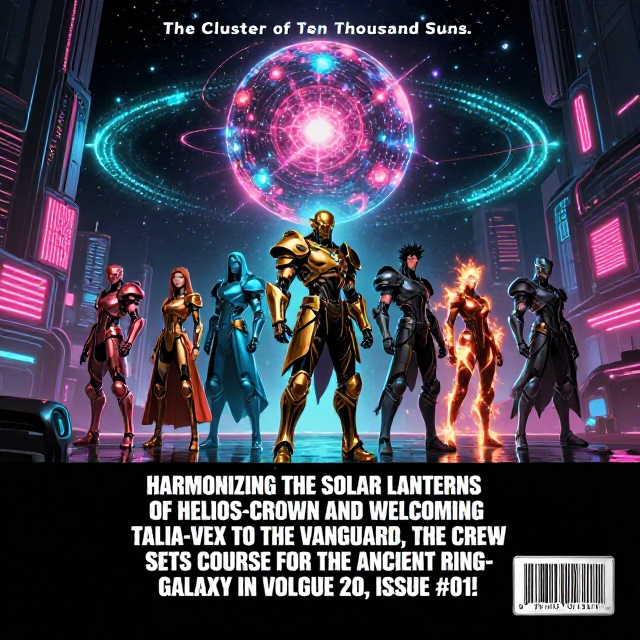 The Cluster of Ten Thousand Suns.
HARMONIZING THE SOLAR LANTERNS
OF HELIOS-CROWN AND WELCOMING
TALIA-VEX TO THE VANGUARD, THE CREW
SETS COURSE FOR THE ANCIENT RING-
GALAXY IN VOLGUE 20, ISSUE #01!